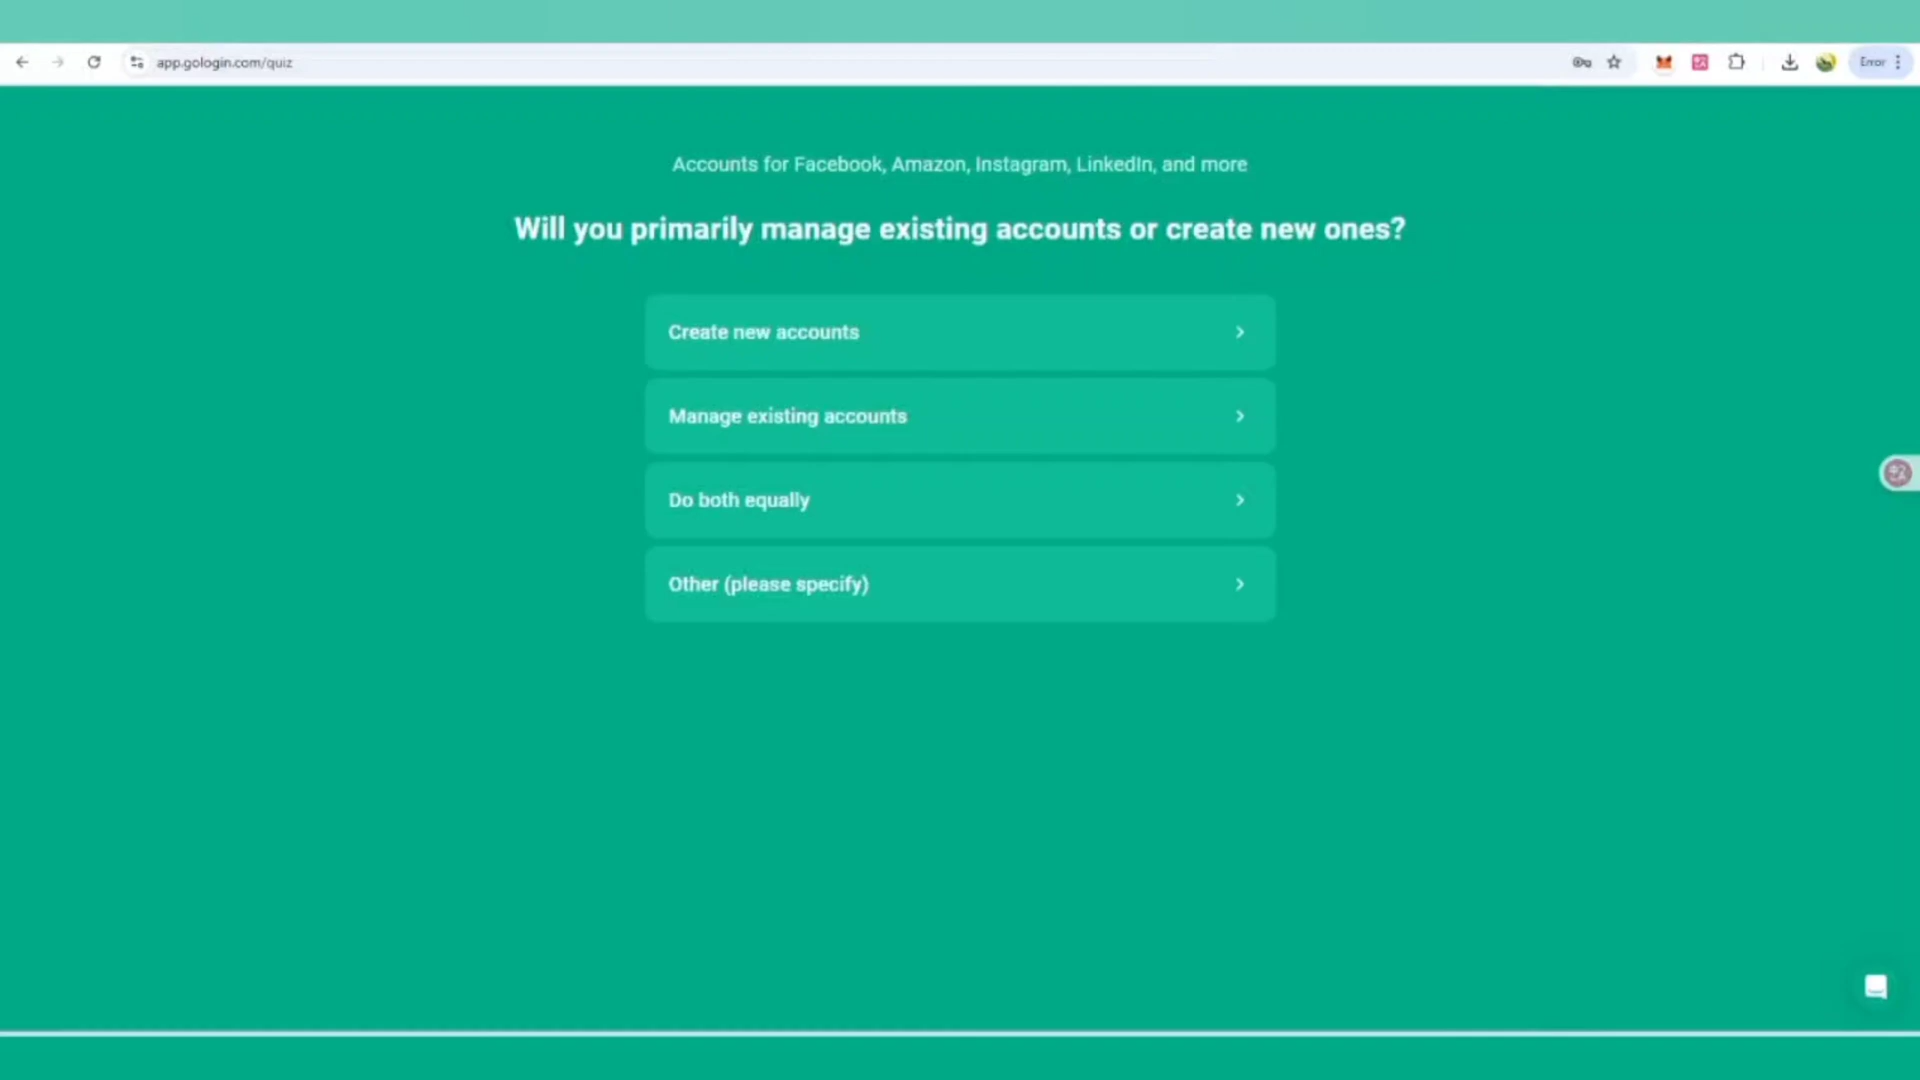 app.gologin.com/quiz
Error
Accounts for Facebook, Amazon, Instagram, LinkedIn, and more
Will you primarily manage existing accounts or create new ones?
Create new accounts
Manage existing accounts
Do both equally
Other (please specify)